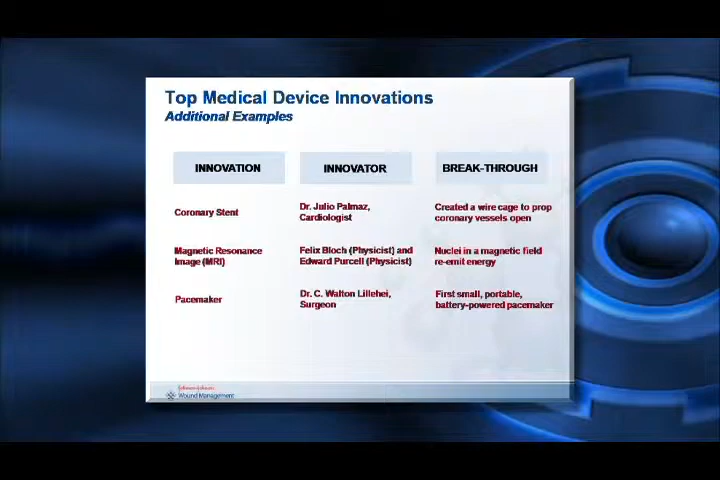 Top Medical Device Innovations
Additional Examples
INNOVATION INNOVATOR BREAK-THROUGH
Coronary Stent
Dr. Julio Palmaz,
Cardiologist
Created a wire cage to prop
coronary vessels open
Magnetic Resonance
Image (MRI)
Felix Bloch (Physicist) and
Edward Purcell (Physicist)
Nuclei in a magnetic field
re-emit energy
Pacemaker
Dr. C. Walton Lillehei,
Surgeon
First small, portable,
battery-powered pacemaker
Johnson&Johnson
Wound Management